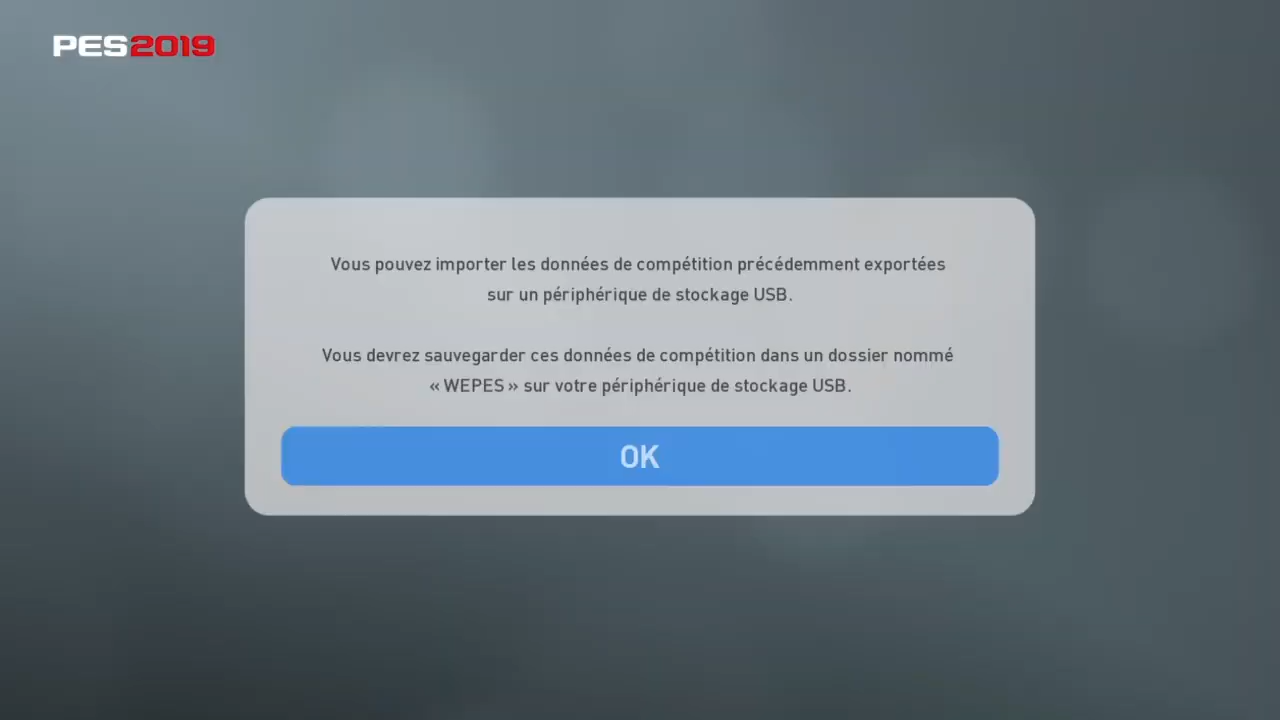 PES2019
Vous pouvez importer les données de compétition précédemment exportées
sur un périphérique de stockage USB.
Vous devrez sauvegarder ces données de compétition dans un dossier nommé
« WEPES » sur votre périphérique de stockage USB.
OK